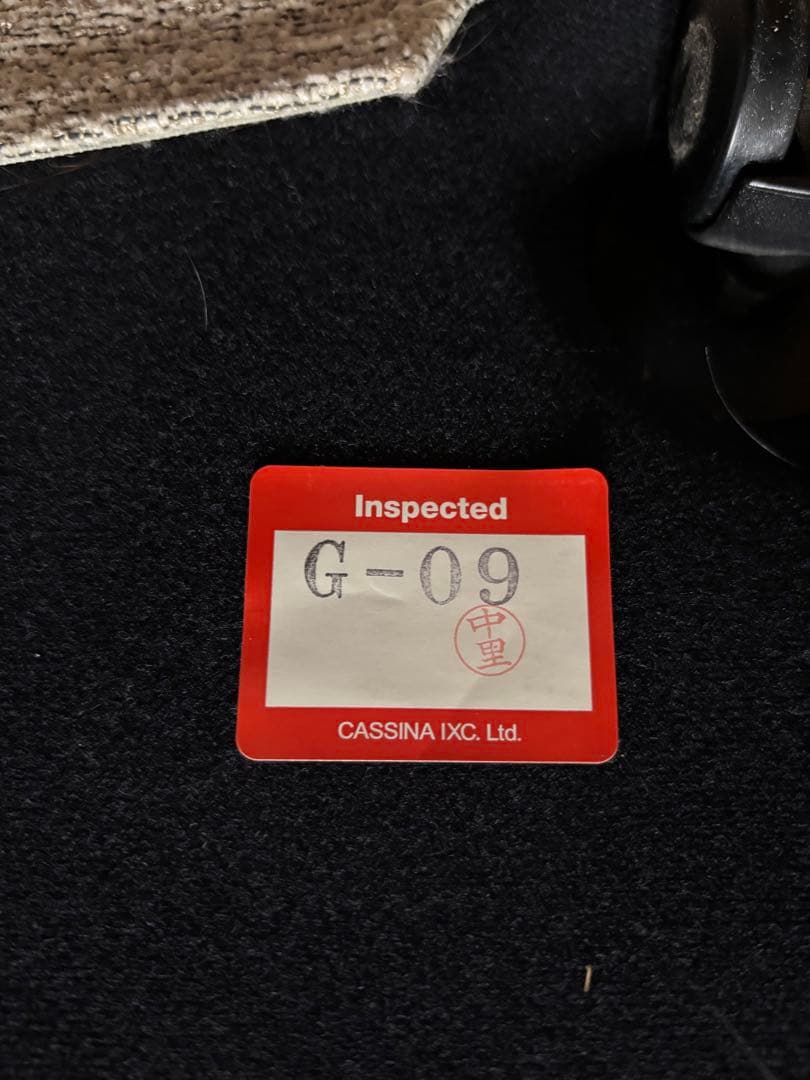 Inspected
G-09
中里
CASSINA IXC. Ltd.